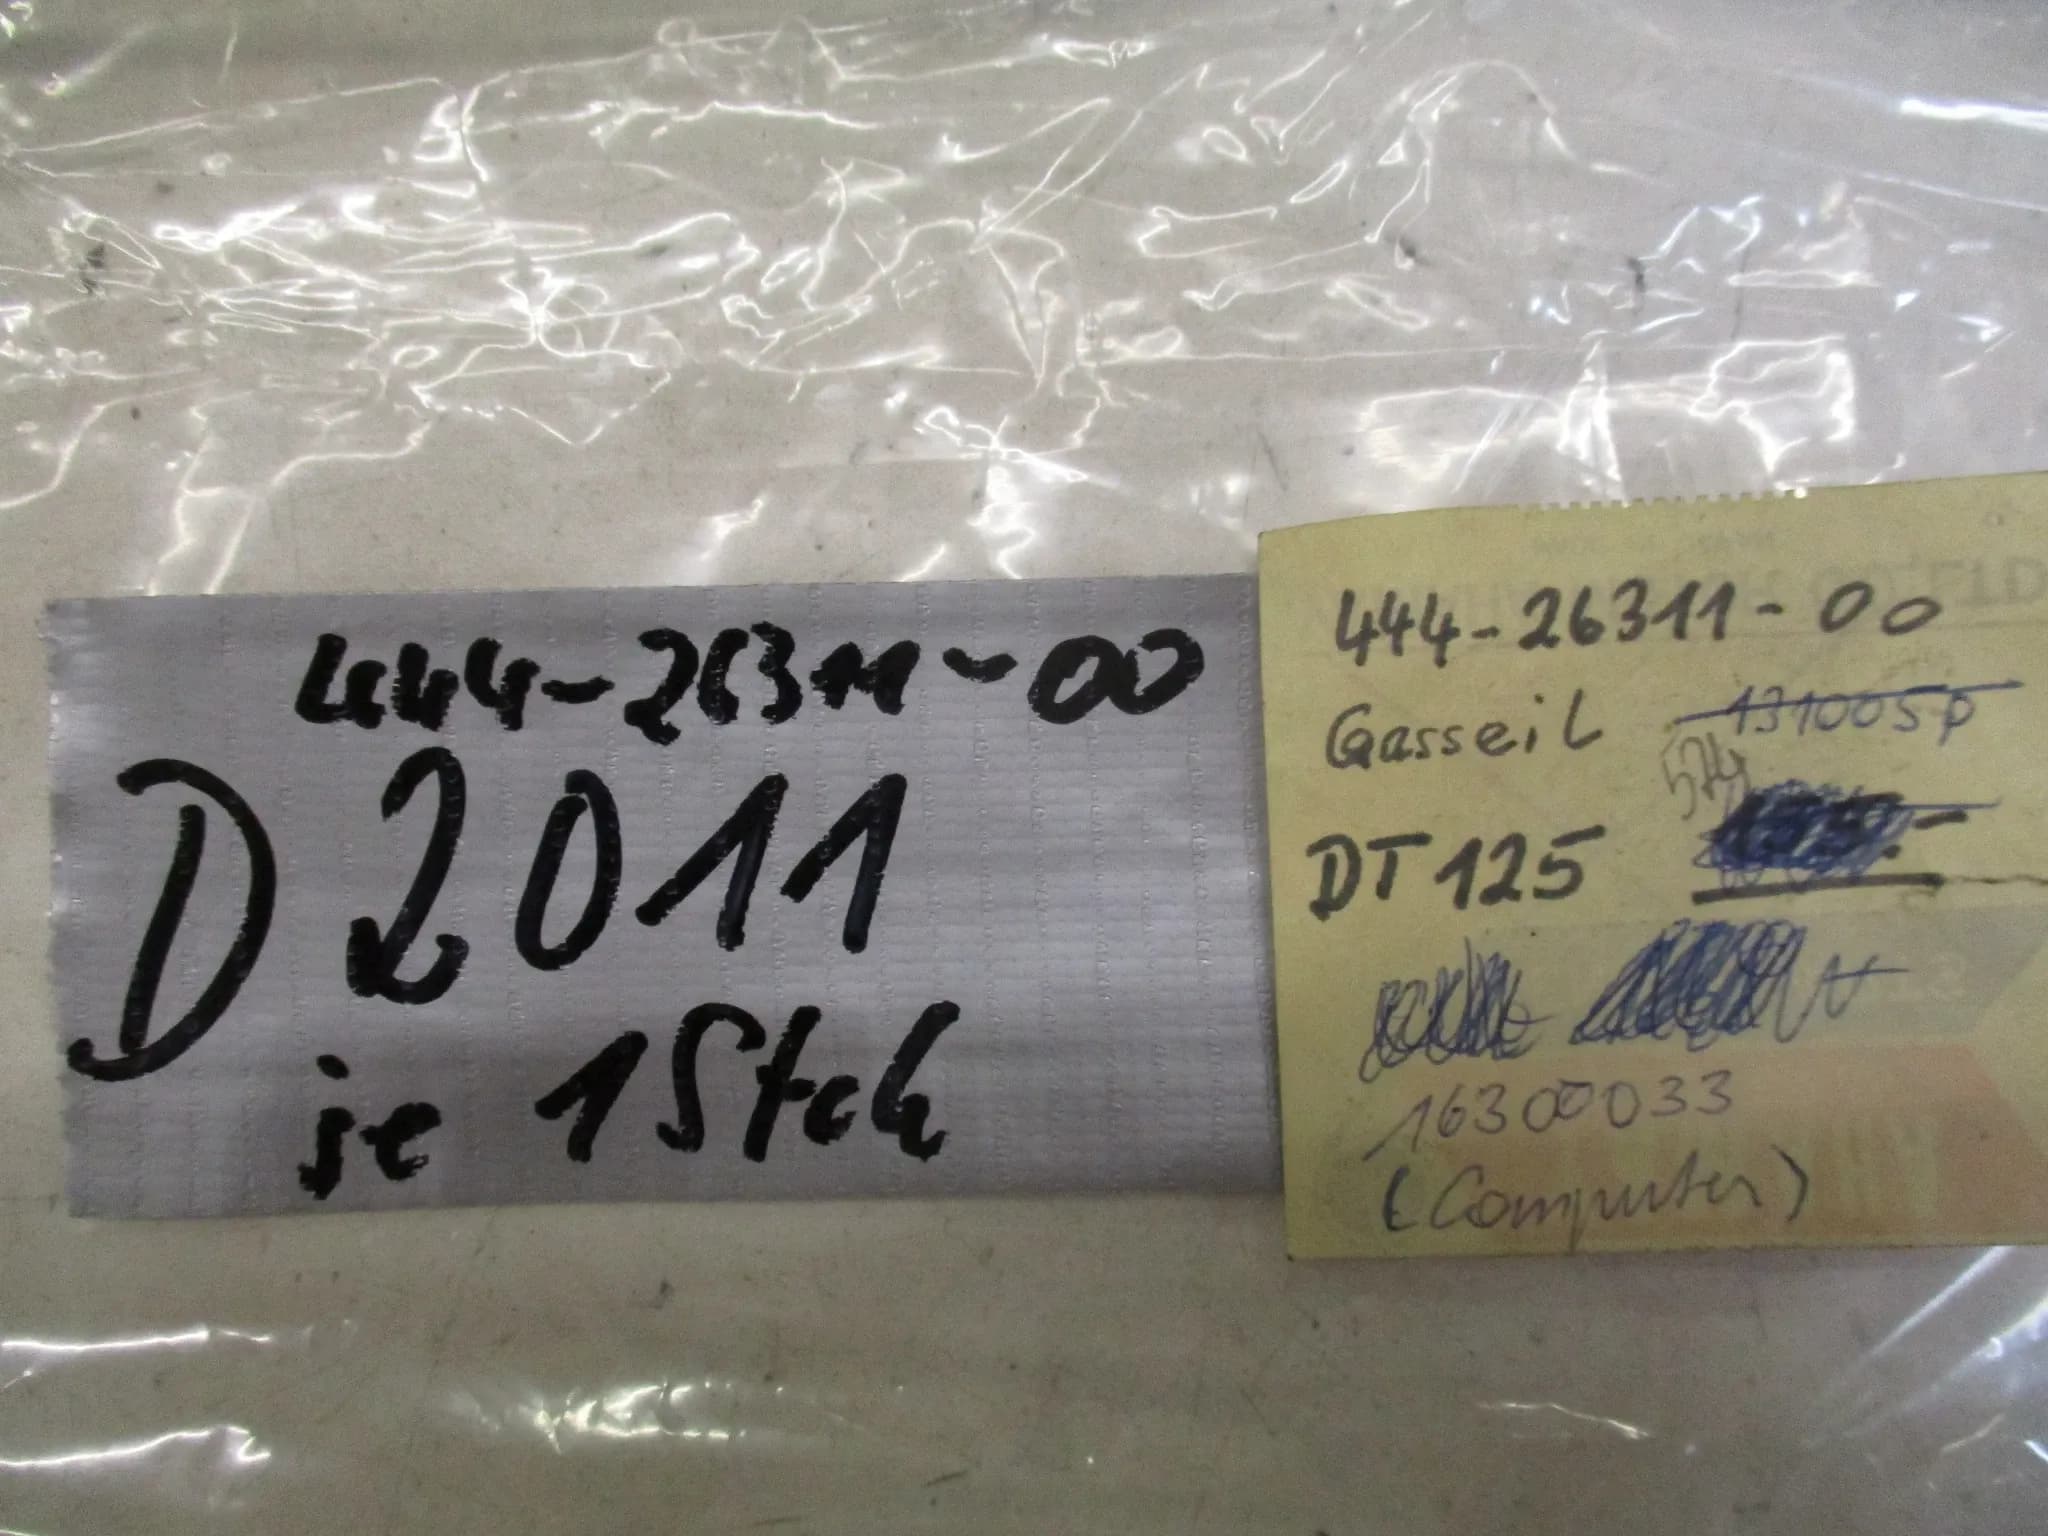 444-26311-00
D 2011
je 1 Stck
444-26311-00
Gasseil
DT 125
16300033
(Computer)